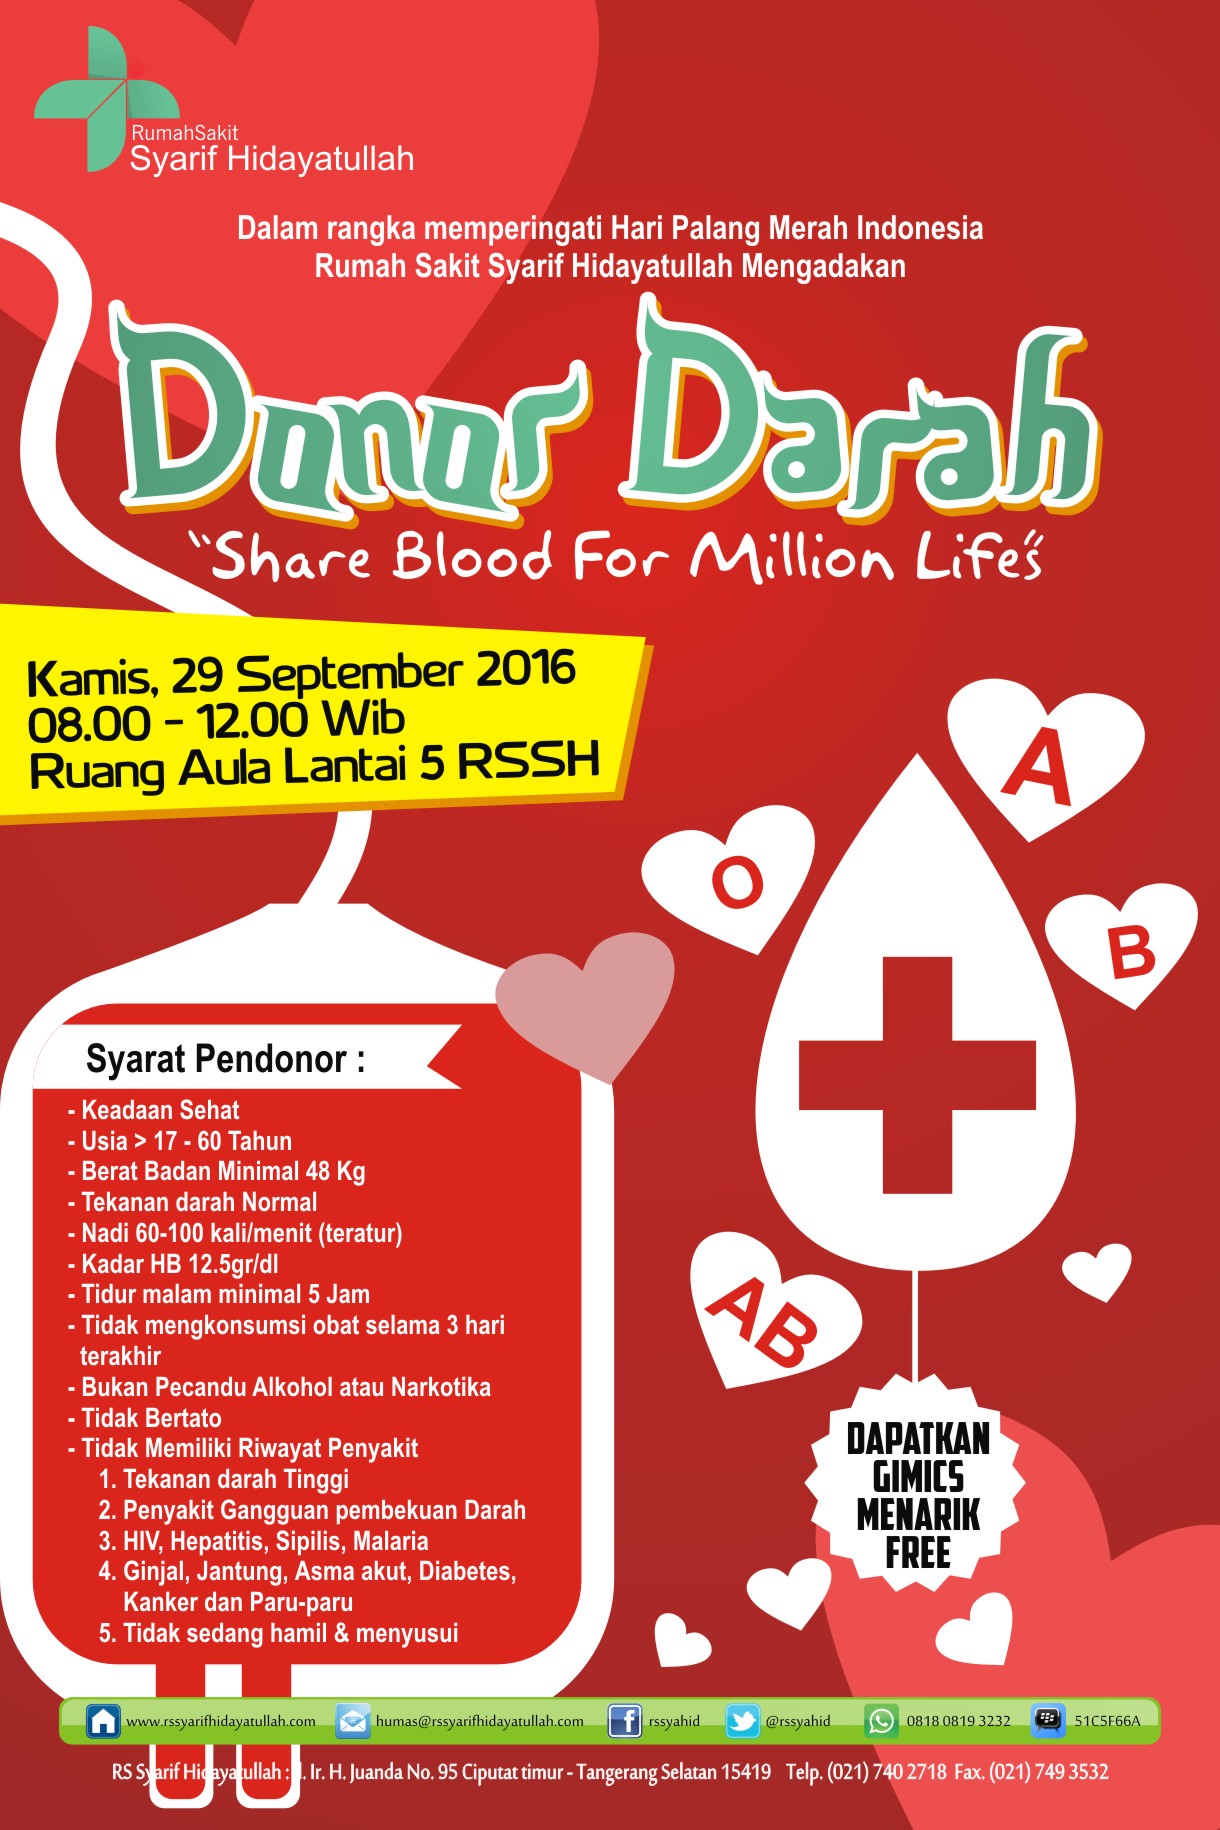 RumahSakit
Syarif Hidayatullah
Dalam rangka memperingati Hari Palang Merah Indonesia
Rumah Sakit Syarif Hidayatullah Mengadakan
Donor Darah
"Share Blood For Million Life's"
Kamis, 29 September 2016
08.00 - 12.00 Wib
Ruang Aula Lantai 5 RSSH
A
O
B
Syarat Pendonor :
- Keadaan Sehat
- Usia > 17 - 60 Tahun
- Berat Badan Minimal 48 Kg
- Tekanan darah Normal
- Nadi 60-100 kali/menit (teratur)
- Kadar HB 12.5gr/dl
- Tidur malam minimal 5 Jam
- Tidak mengkonsumsi obat selama 3 hari
terakhir
- Bukan Pecandu Alkohol atau Narkotika
- Tidak Bertato
- Tidak Memiliki Riwayat Penyakit
1. Tekanan darah Tinggi
2. Penyakit Gangguan pembekuan Darah
3. HIV, Hepatitis, Sipilis, Malaria
4. Ginjal, Jantung, Asma akut, Diabetes,
Kanker dan Paru-paru
5. Tidak sedang hamil & menyusui
AB
DAPATKAN
GIMICS
MENARIK
FREE
www.rssyarifhidayatullah.com humas@rssyarifhidayatullah.com rssyahid @rssyahid 0818 0819 3232 51C5F66A
RS Syarif Hidayatullah : Jl. Ir. H. Juanda No. 95 Ciputat timur - Tangerang Selatan 15419 Telp. (021) 740 2718 Fax. (021) 749 3532